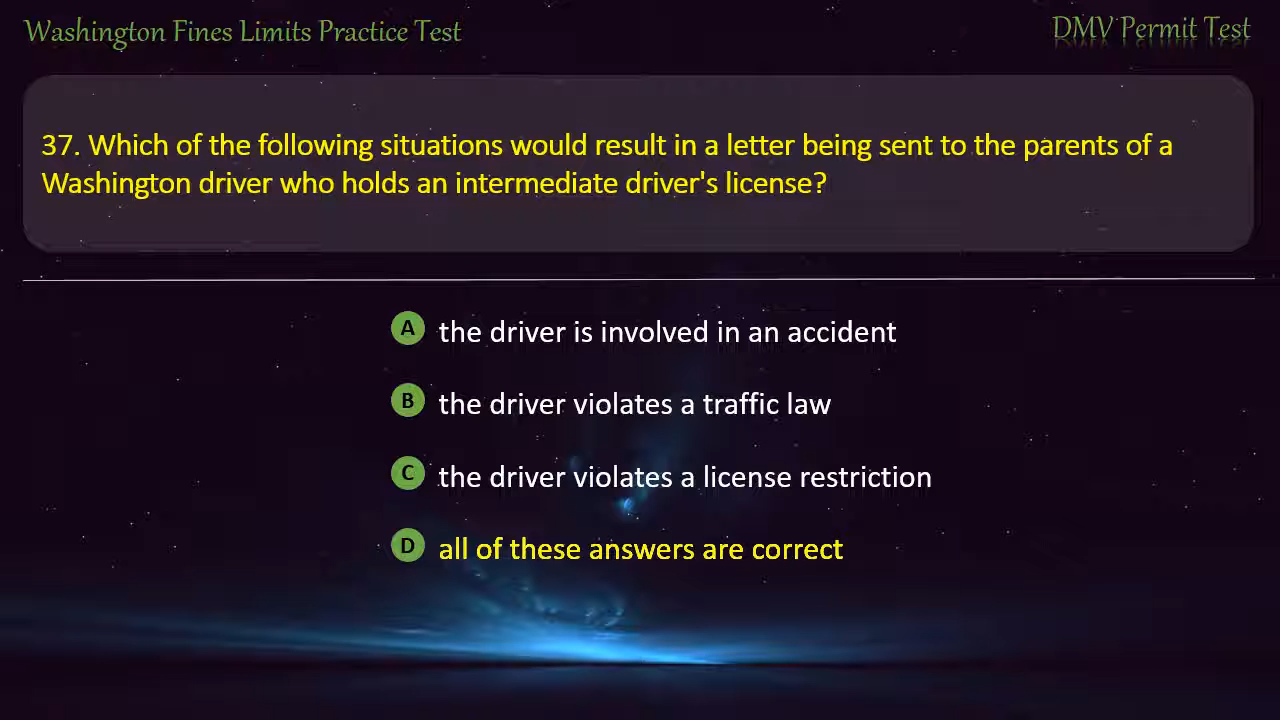 Washington Fines Limits Practice Test
DMV Permit Test
37. Which of the following situations would result in a letter being sent to the parents of a
Washington driver who holds an intermediate driver's license?
A the driver is involved in an accident
B the driver violates a traffic law
C the driver violates a license restriction
D all of these answers are correct